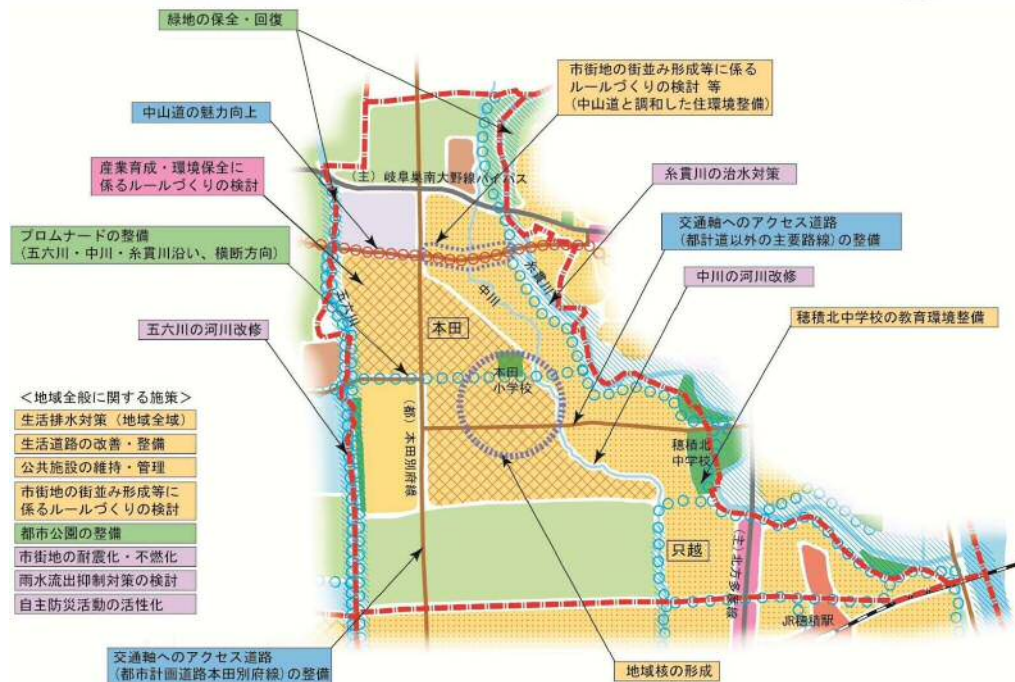 緑地の保全・回復
市街地の街並み形成等に係る
ルールづくりの検討 等
(中山道と調和した住環境整備)
中山道の魅力向上
産業育成・環境保全に
係るルールづくりの検討
(主)岐阜巣南大野線バイパス
糸貫川の治水対策
交通軸へのアクセス道路
(都計道以外の主要路線)の整備
プロムナードの整備
(五六川・中川・糸貫川沿い、横断方向)
糸貫川
中川
中川の河川改修
五六川
穂積北中学校の教育環境整備
五六川の河川改修
本田
本田
小学校
<地域全般に関する施策>
生活排水対策(地域全域)
生活道路の改善・整備
公共施設の維持・管理
市街地の街並み形成等に
係るルールづくりの検討
都市公園の整備
市街地の耐震化・不燃化
雨水流出抑制対策の検討
自主防災活動の活性化
(都)本田別府線
穂積北
中学校
只越
(主)北方多度線
JR穂積駅
交通軸へのアクセス道路
(都市計画道路本田別府線)の整備
地域核の形成